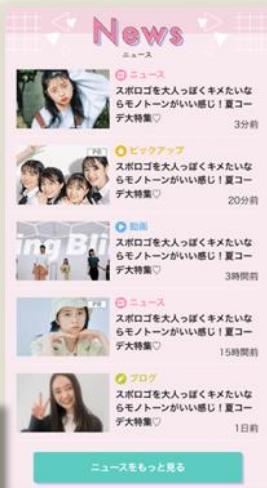 News
ニュース
ニュース
スポロゴを大人っぽくキメたいな
らモノトーンがいい感じ！夏コー
デ大特集♡
3分前
PR
ピックアップ
スポロゴを大人っぽくキメたいな
らモノトーンがいい感じ！夏コー
デ大特集♡
20分前
ing Bli
動画
スポロゴを大人っぽくキメたいな
らモノトーンがいい感じ！夏コー
デ大特集♡
3時間前
PR
ニュース
スポロゴを大人っぽくキメたいな
らモノトーンがいい感じ！夏コー
デ大特集♡
15時間前
ブログ
スポロゴを大人っぽくキメたいな
らモノトーンがいい感じ！夏コー
デ大特集♡
1日前
ニュースをもっと見る